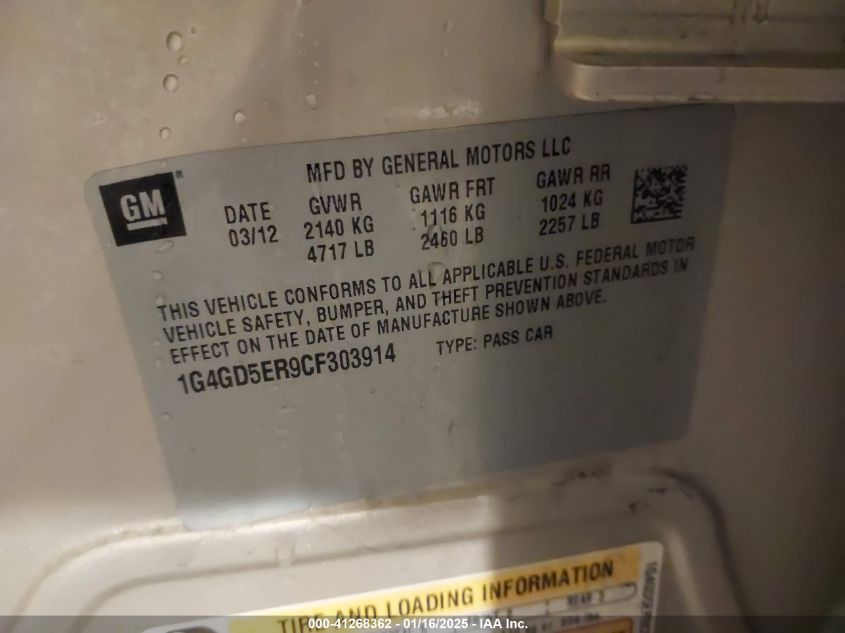 MFD BY GENERAL MOTORS LLC
GM ®
DATE GVWR GAWR FRT GAWR RR
03/12 2140 KG 1116 KG 1024 KG
4717 LB 2460 LB 2257 LB
THIS VEHICLE CONFORMS TO ALL APPLICABLE U.S. FEDERAL MOTOR
VEHICLE SAFETY, BUMPER, AND THEFT PREVENTION STANDARDS IN
EFFECT ON THE DATE OF MANUFACTURE SHOWN ABOVE.
1G4GD5ER9CF303914 TYPE: PASS CAR
TIRE AND LOADING INFORMATION
REAR 3
000-41268362 - 01/16/2025 - IAA Inc.